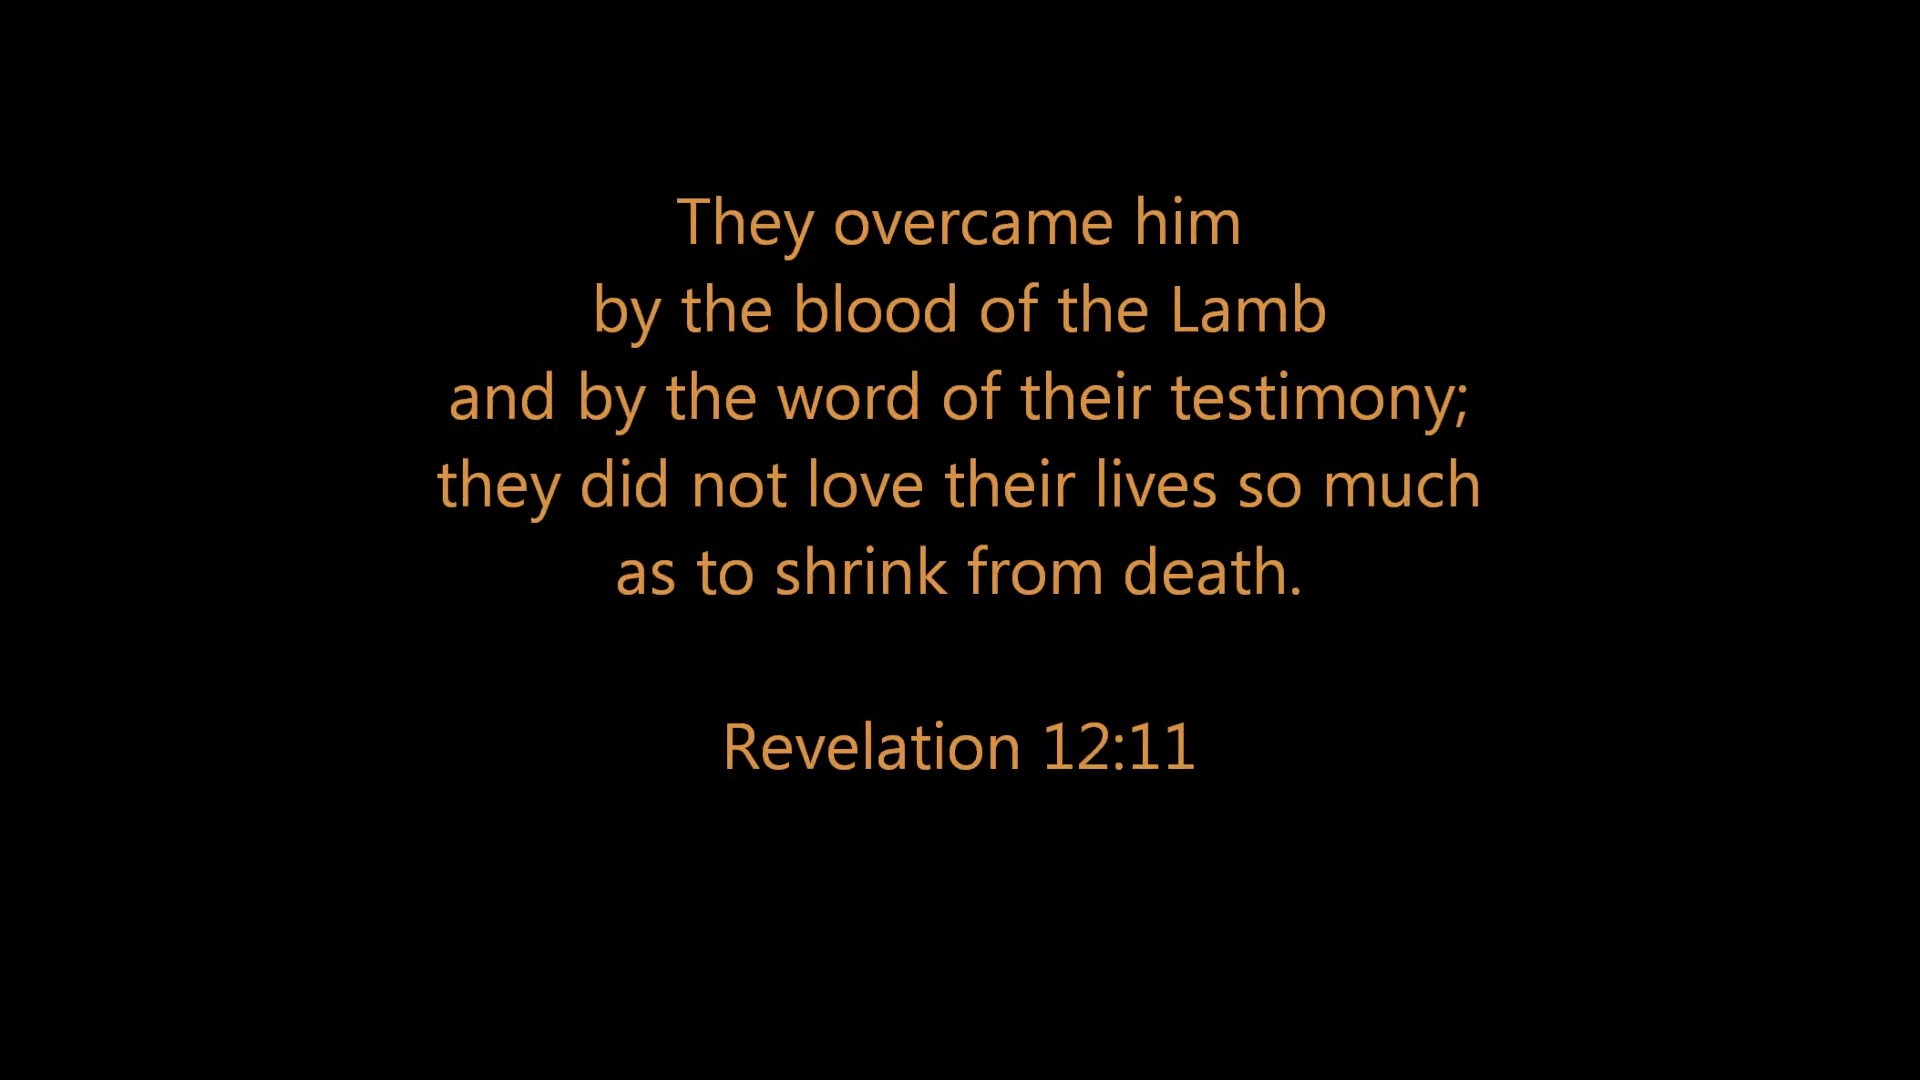 They overcame him
by the blood of the Lamb
and by the word of their testimony;
they did not love their lives so much
as to shrink from death.
Revelation 12:11